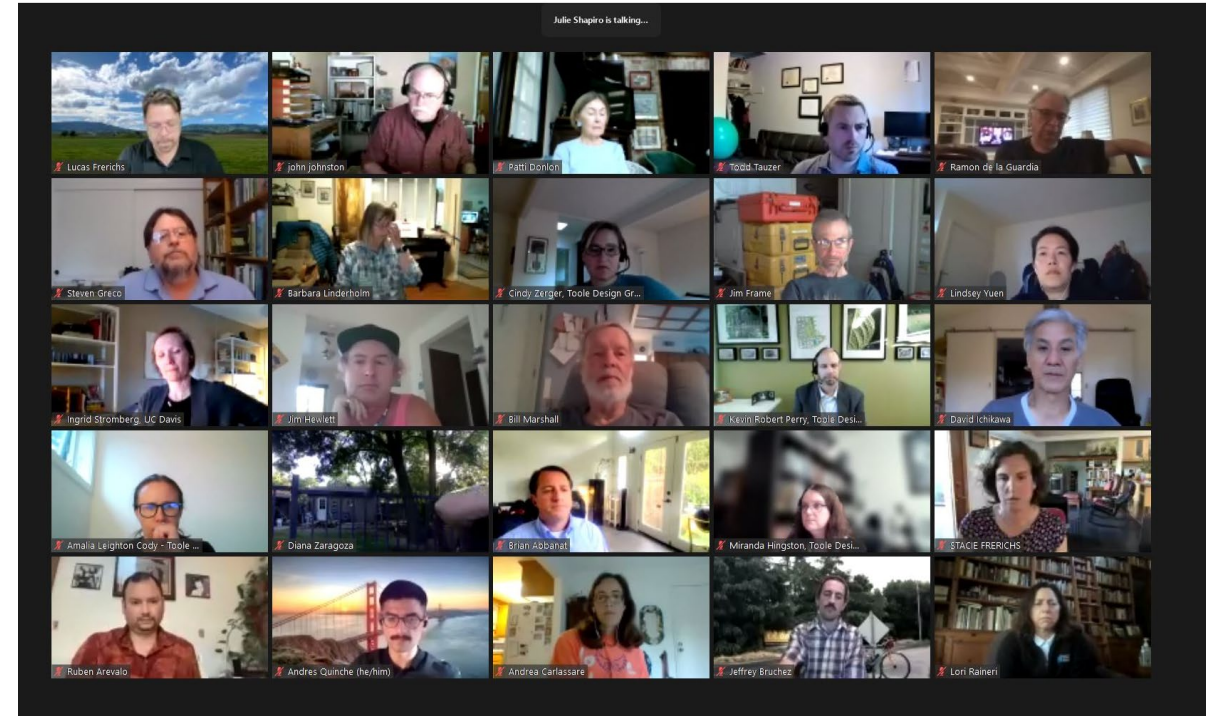 Julie Shapiro is talking...
Lucas Frerichs
john johnston
Patti Donlon
Todd Tauzer
Ramon de la Guardia
Steven Greco
Barbara Linderholm
Cindy Zerger, Toole Design Gr...
Jim Frame
Lindsey Yuen
Ingrid Stromberg, UC Davis
Jim Hewlett
Bill Marshall
Kevin Robert Perry, Toole Desi...
David Ichikawa
Amalia Leighton Cody - Toole ...
Diana Zaragoza
Brian Abbanat
Miranda Hingston, Toole Desi...
STACIE FRERICHS
Ruben Arevalo
Andres Quinche (he/him)
Andrea Carlassare
Jeffrey Bruchez
Lori Raineri